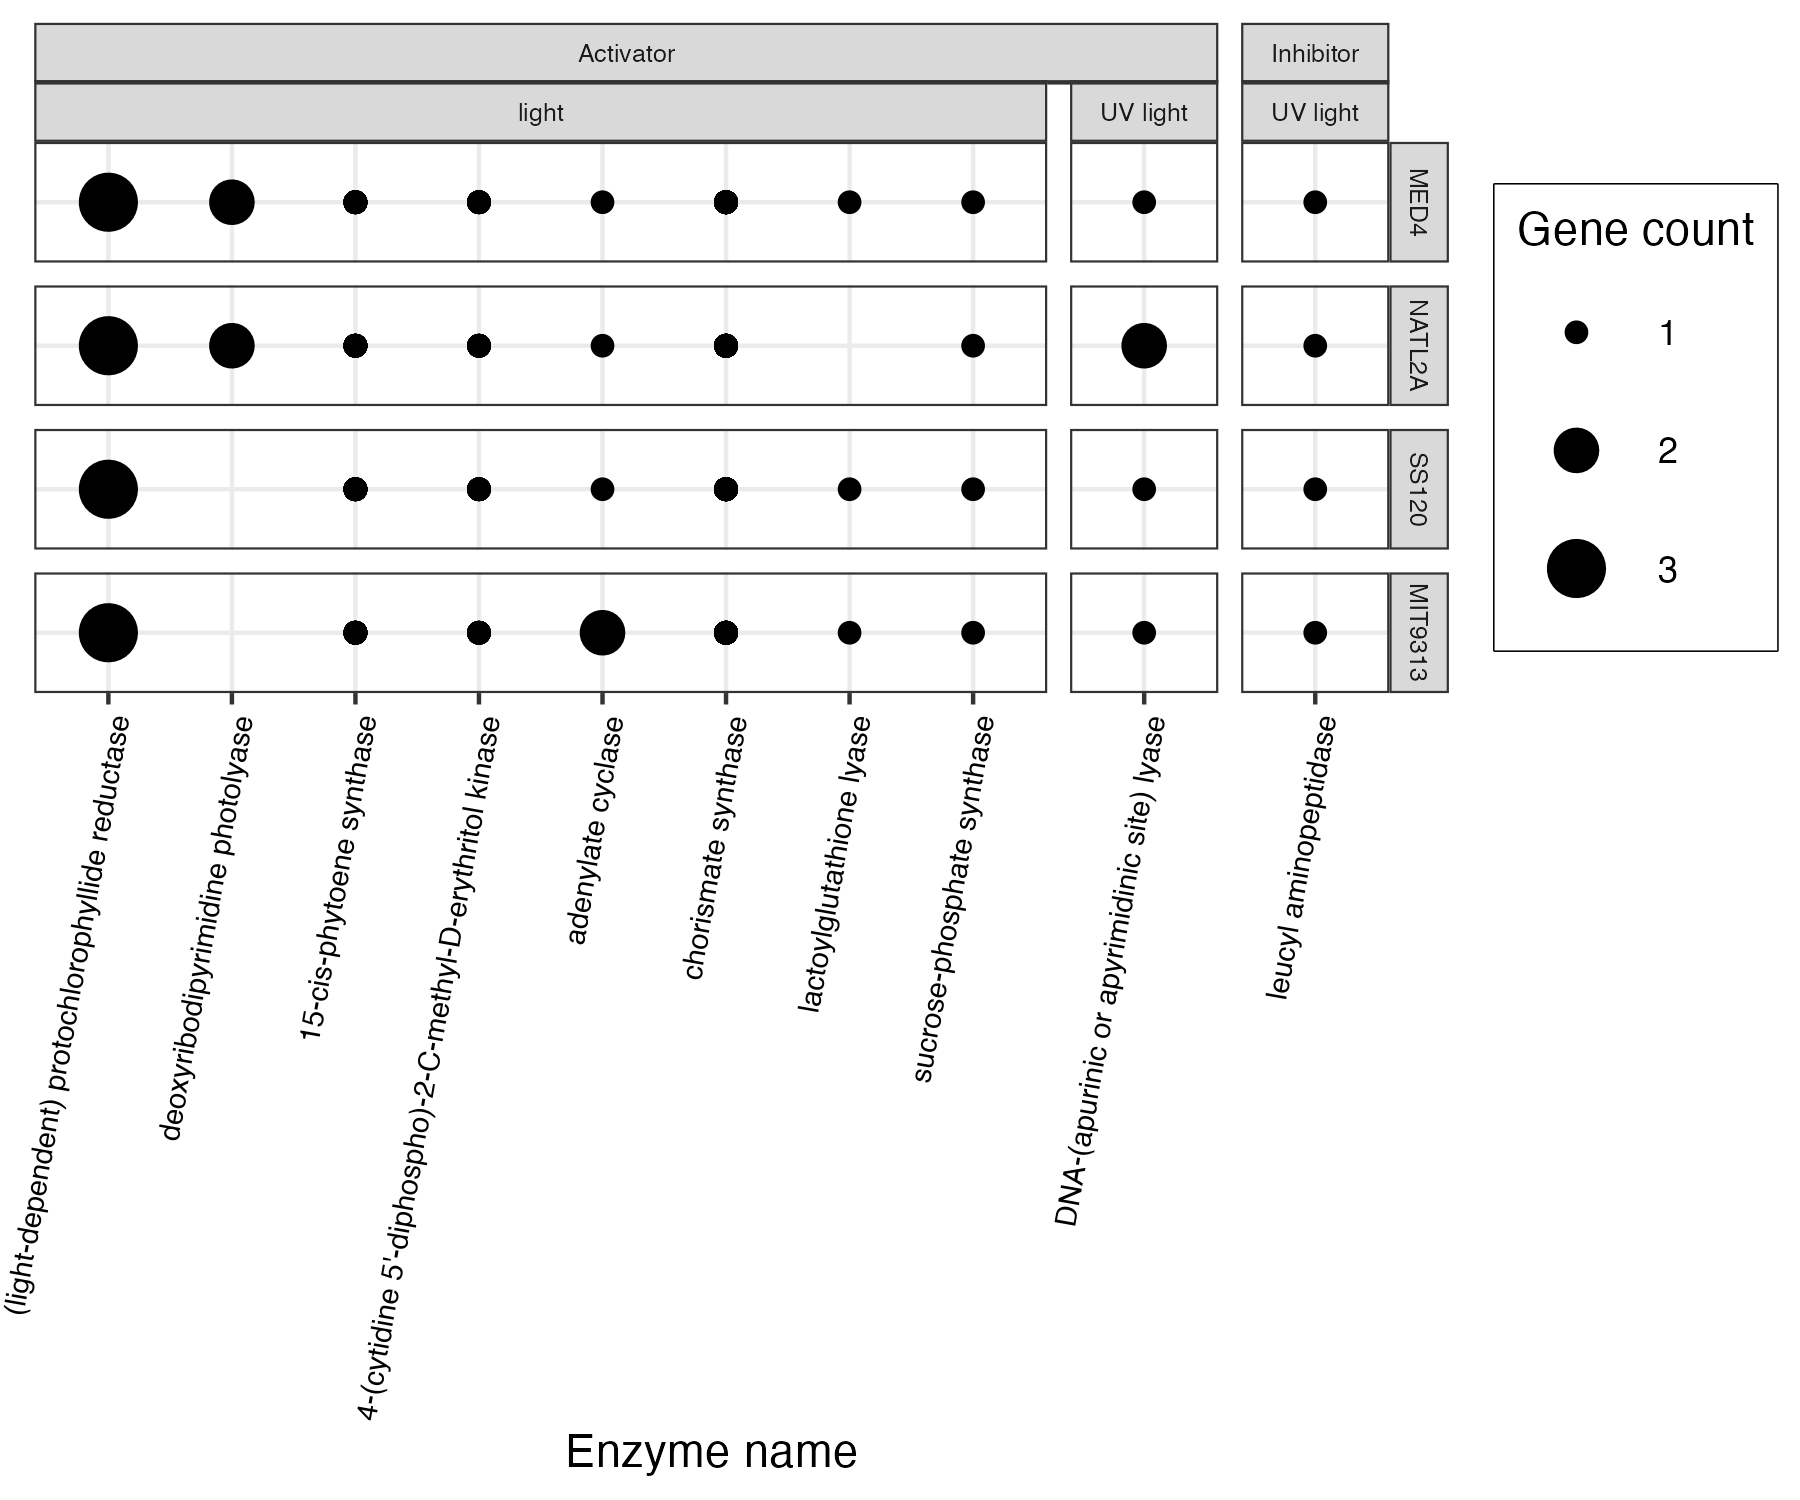 Activator
Inhibitor
light
UV light
UV light
MED4
NATL2A
SS120
MIT9313
Gene count
1
2
3
(light-dependent) protochlorophyllide reductase
deoxyribodipyrimidine photolyase
15-cis-phytoene synthase
4-(cytidine 5'-diphospho)-2-C-methyl-D-erythritol kinase
adenylate cyclase
chorismate synthase
lactoylglutathione lyase
sucrose-phosphate synthase
DNA-(apurinic or apyrimidinic site) lyase
leucyl aminopeptidase
Enzyme name